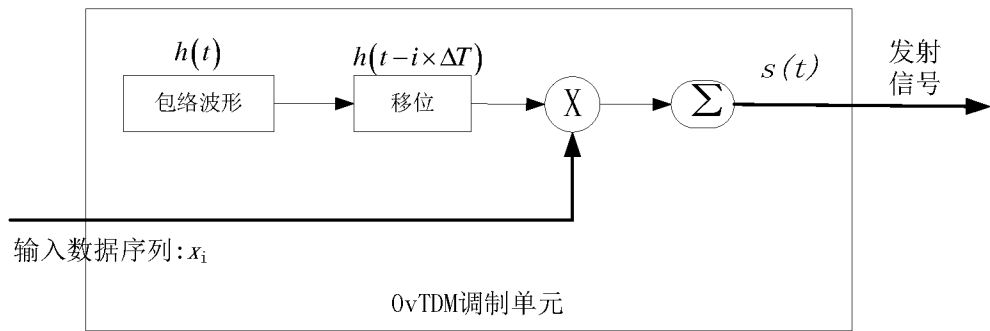 h(t)
h(t−i×ΔT)
包络波形
移位
X
Σ
s(t)
发射
信号
输入数据序列:xi
OvTDM调制单元